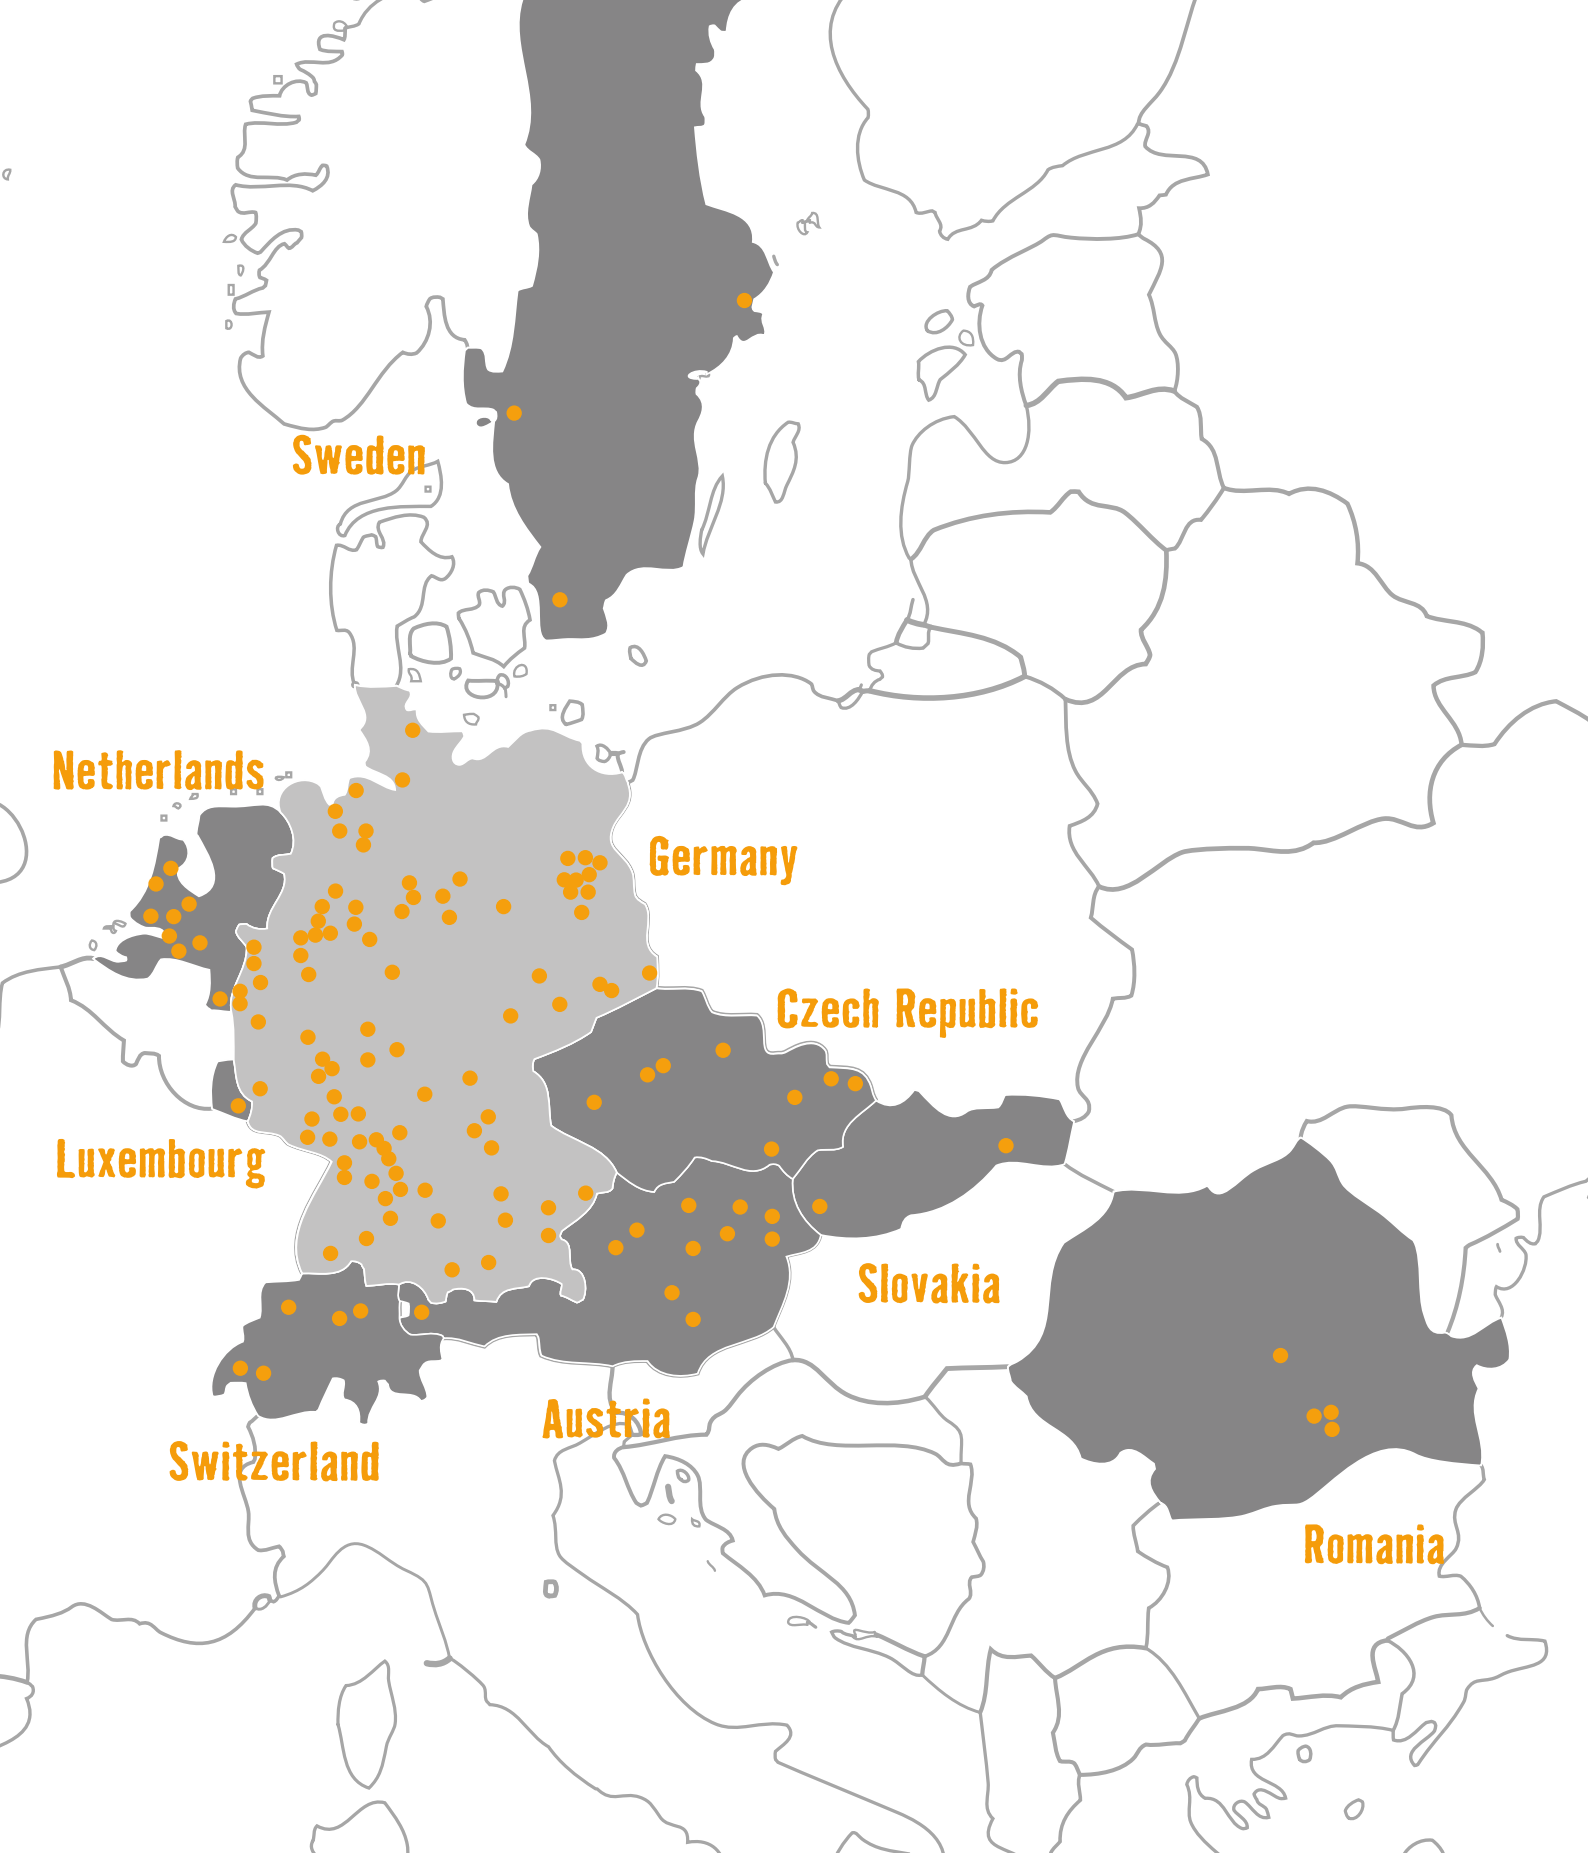 Sweden
Netherlands
Germany
Czech Republic
Luxembourg
Slovakia
Austria
Switzerland
Romania